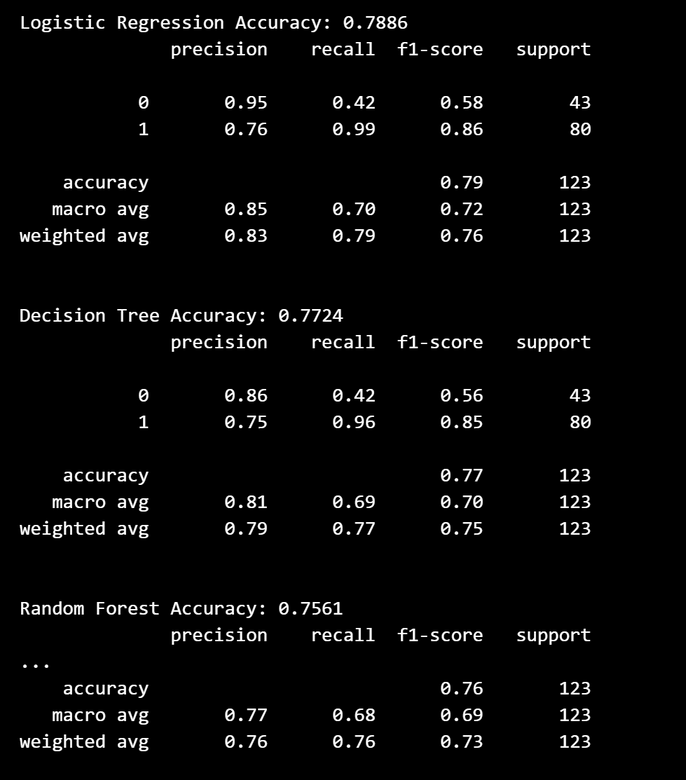 Logistic Regression Accuracy: 0.7886
              precision    recall  f1-score   support

           0       0.95      0.42      0.58        43
           1       0.76      0.99      0.86        80

    accuracy                           0.79       123
   macro avg       0.85      0.70      0.72       123
weighted avg       0.83      0.79      0.76       123

Decision Tree Accuracy: 0.7724
              precision    recall  f1-score   support

           0       0.86      0.42      0.56        43
           1       0.75      0.96      0.85        80

    accuracy                           0.77       123
   macro avg       0.81      0.69      0.70       123
weighted avg       0.79      0.77      0.75       123

Random Forest Accuracy: 0.7561
              precision    recall  f1-score   support
...
    accuracy                           0.76       123
   macro avg       0.77      0.68      0.69       123
weighted avg       0.76      0.76      0.73       123